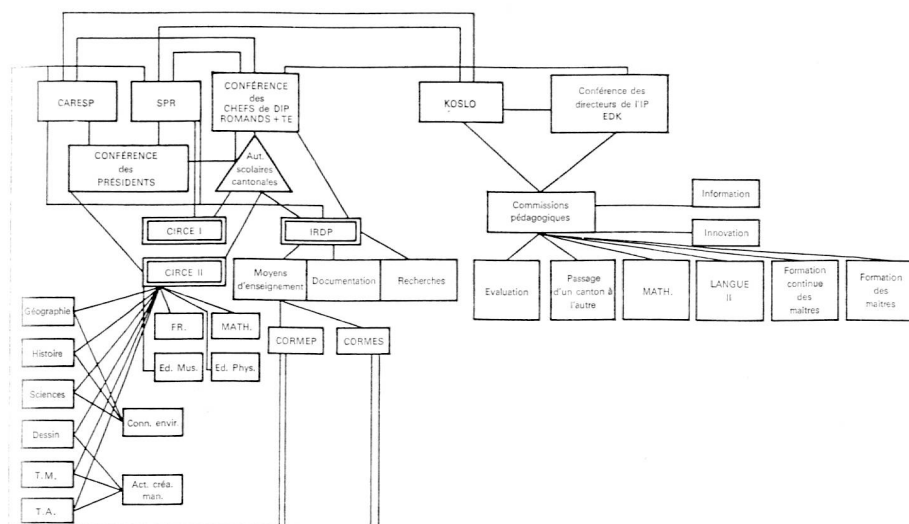 CARESP
SPR
CONFÉRENCE
des
CHEFS de DIP
ROMANDS + TE
KOSLO
Conférence des
directeurs de l'IP
EDK
CONFÉRENCE
des
PRÉSIDENTS
Aut.
scolaires
cantonales
Commissions
pédagogiques
Information
Innovation
CIRCE I
IRDP
CIRCE II
Moyens
d'enseignement
Documentation
Recherches
Evaluation
Passage
d'un canton à
l'autre
MATH.
LANGUE
II
Formation
continue
des
maîtres
Formation
des
maîtres
Géographie
Histoire
Sciences
Dessin
T.M.
T.A.
FR.
MATH.
Ed. Mus.
Ed. Phys.
CORMEP
CORMES
Conn. envir.
Act. créa.
man.